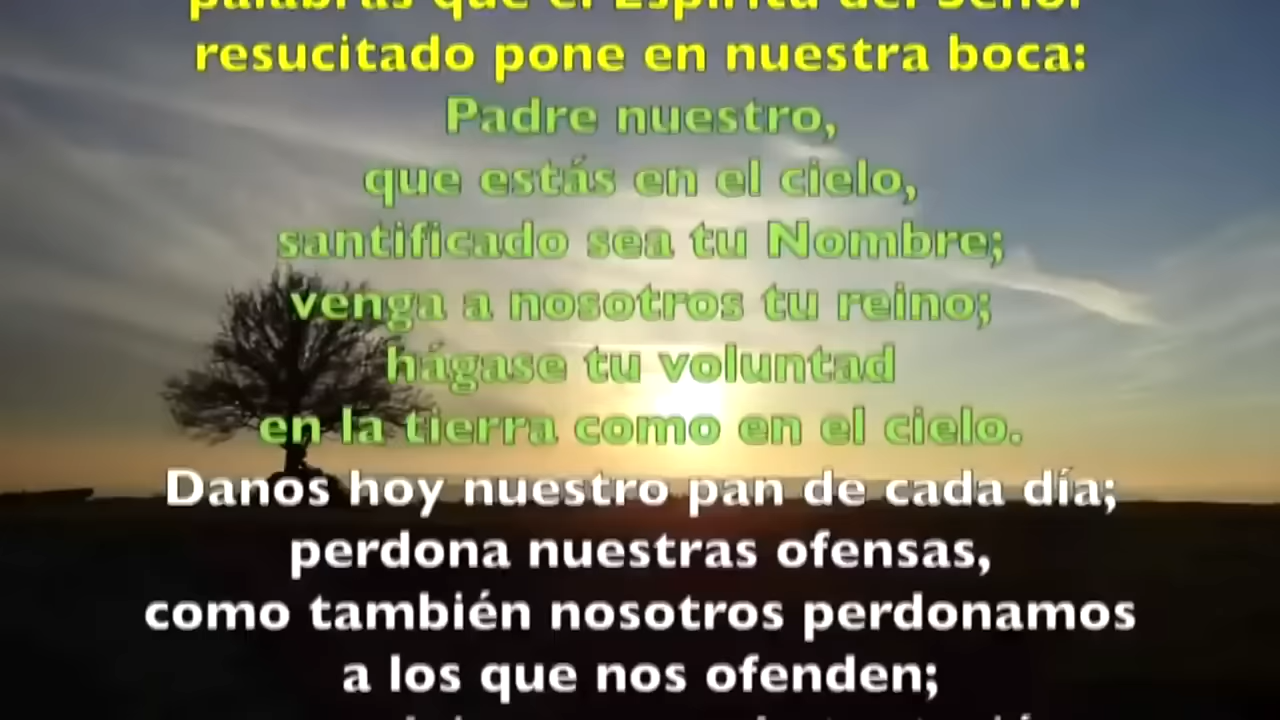 palabras que el Espíritu del Señor
resucitado pone en nuestra boca:
Padre nuestro,
que estás en el cielo,
santificado sea tu Nombre;
venga a nosotros tu reino;
hágase tu voluntad
en la tierra como en el cielo.
Danos hoy nuestro pan de cada día;
perdona nuestras ofensas,
como también nosotros perdonamos
a los que nos ofenden;